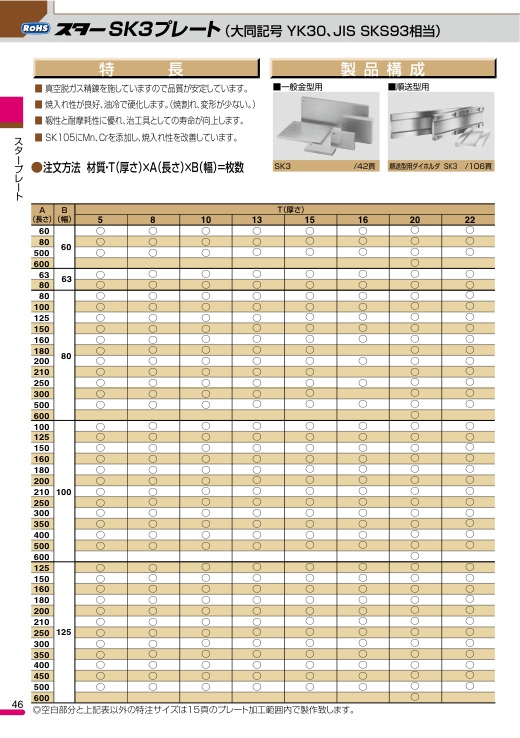 RoHS スターSK3プレート（大同記号 YK30、JIS SKS93相当）
特 長
■ 真空脱ガス精錬を施していますので品質が安定しています。
■ 焼入れ性が良好、油冷で硬化します。（焼割れ、変形が少ない。）
■ 靱性と耐摩耗性に優れ、治工具としての寿命が向上します。
■ SK105にMn、Crを添加し、焼入れ性を改善しています。
製 品 構 成
■一般金型用
SK3 /42頁
■順送型用
順送型用ダイホルダ SK3 /106頁
●注文方法 材質・T（厚さ）×A（長さ）×B（幅）＝枚数
スタープレート
A（長さ） B（幅） T（厚さ）
5 8 10 13 15 16 20 22
60 60 ○ ○ ○ ○ ○ ○ ○ ○
80 ○ ○ ○ ○ ○ ○ ○ ○
500 ○ ○ ○ ○ ○ ○ ○ ○
600 ○
63 63 ○ ○ ○ ○ ○ ○ ○ ○
80 ○ ○ ○ ○ ○ ○ ○ ○
80 80 ○ ○ ○ ○ ○ ○ ○ ○
100 ○ ○ ○ ○ ○ ○ ○ ○
125 ○ ○ ○ ○ ○ ○ ○ ○
150 ○ ○ ○ ○ ○ ○ ○ ○
160 ○ ○ ○ ○ ○ ○ ○ ○
180 ○ ○ ○ ○ ○ ○ ○
200 ○ ○ ○ ○ ○ ○ ○ ○
210 ○ ○ ○ ○ ○ ○ ○
250 ○ ○ ○ ○ ○ ○ ○ ○
300 ○ ○ ○ ○ ○ ○ ○
500 ○ ○ ○ ○ ○ ○ ○ ○
600 ○
100 100 ○ ○ ○ ○ ○ ○ ○ ○
125 ○ ○ ○ ○ ○ ○ ○ ○
150 ○ ○ ○ ○ ○ ○ ○ ○
160 ○ ○ ○ ○ ○ ○ ○ ○
180 ○ ○ ○ ○ ○ ○ ○ ○
200 ○ ○ ○ ○ ○ ○ ○ ○
210 ○ ○ ○ ○ ○ ○ ○ ○
250 ○ ○ ○ ○ ○ ○ ○ ○
300 ○ ○ ○ ○ ○ ○ ○ ○
350 ○ ○ ○ ○ ○ ○ ○ ○
400 ○ ○ ○ ○ ○ ○ ○ ○
500 ○ ○ ○ ○ ○ ○ ○ ○
600 ○
125 125 ○ ○ ○ ○ ○ ○ ○ ○
150 ○ ○ ○ ○ ○ ○ ○ ○
160 ○ ○ ○ ○ ○ ○ ○ ○
180 ○ ○ ○ ○ ○ ○ ○ ○
200 ○ ○ ○ ○ ○ ○ ○ ○
210 ○ ○ ○ ○ ○ ○ ○ ○
250 ○ ○ ○ ○ ○ ○ ○ ○
300 ○ ○ ○ ○ ○ ○ ○ ○
350 ○ ○ ○ ○ ○ ○ ○ ○
400 ○ ○ ○ ○ ○ ○ ○ ○
450 ○ ○ ○ ○ ○ ○ ○ ○
500 ○ ○ ○ ○ ○ ○ ○ ○
600 ○
◎空白部分と上記表以外の特注サイズは15頁のプレート加工範囲内で製作致します。
46